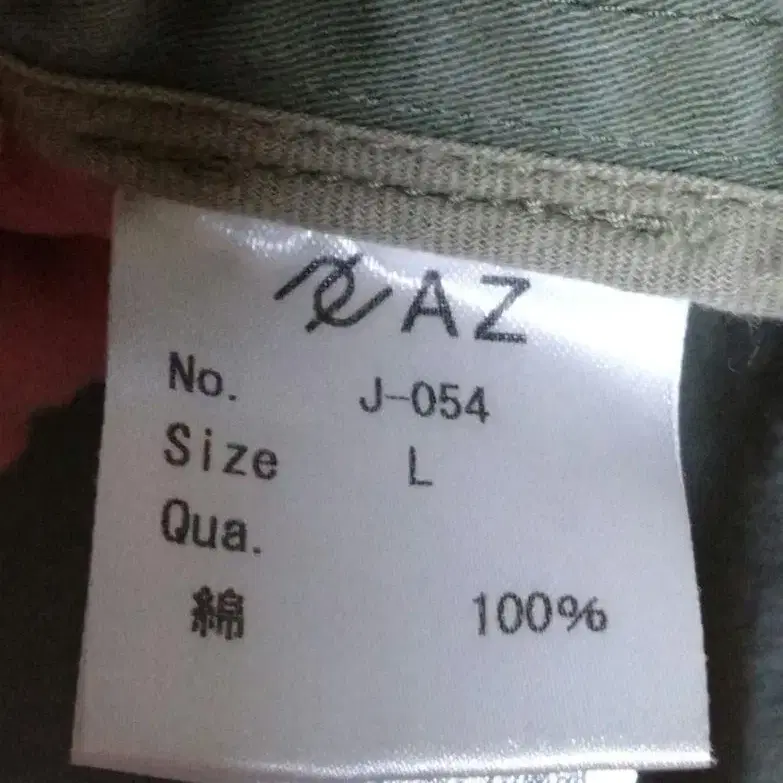 AZ
No. J-054
Size L
Qua.
綿 100%